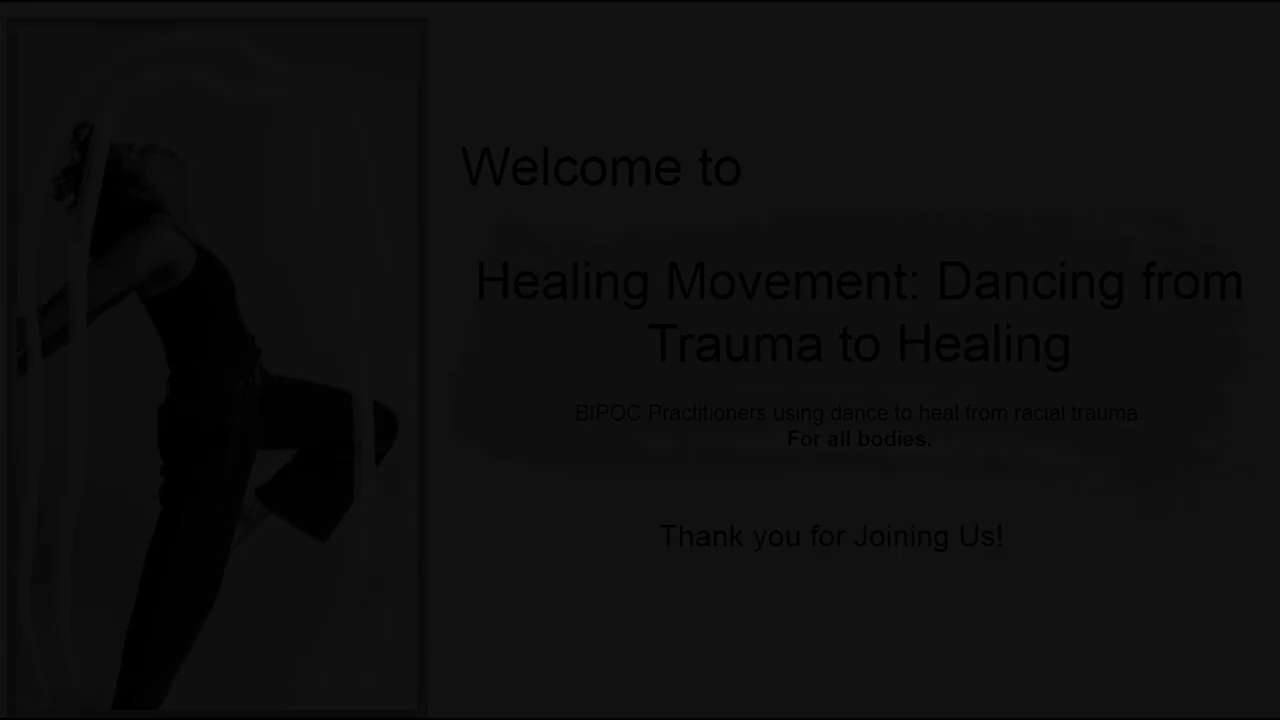 Welcome to
Healing Movement: Dancing from
Trauma to Healing
BIPOC Practitioners using dance to heal from racial trauma.
For all bodies.
Thank you for Joining Us!